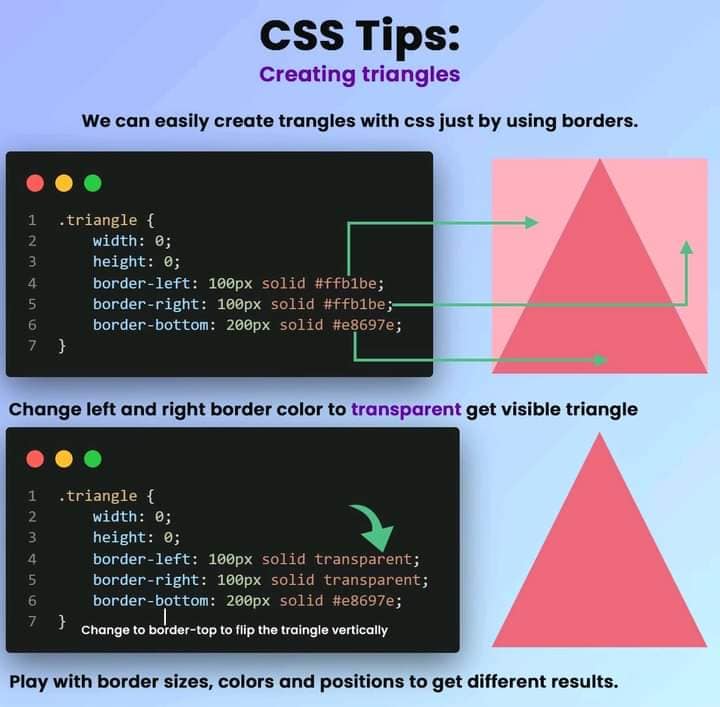 CSS Tips:
Creating triangles
We can easily create trangles with css just by using borders.
1 .triangle {
2 width: 0;
3 height: 0;
4 border-left: 100px solid #ffb1be;
5 border-right: 100px solid #ffb1be;
6 border-bottom: 200px solid #e8697e;
7 }
Change left and right border color to transparent get visible triangle
1 .triangle {
2 width: 0;
3 height: 0;
4 border-left: 100px solid transparent;
5 border-right: 100px solid transparent;
6 border-bottom: 200px solid #e8697e;
7 }
Change to border-top to flip the traingle vertically
Play with border sizes, colors and positions to get different results.